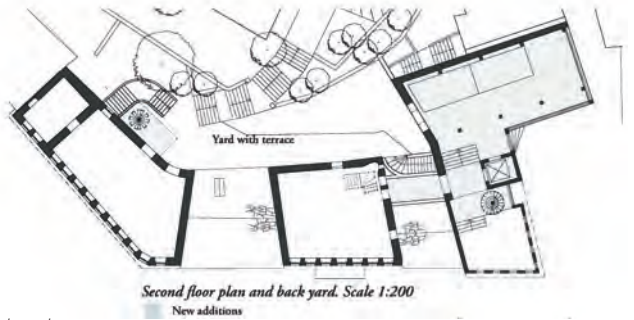 Yard with terrace
Second floor plan and back yard. Scale 1:200
New additions